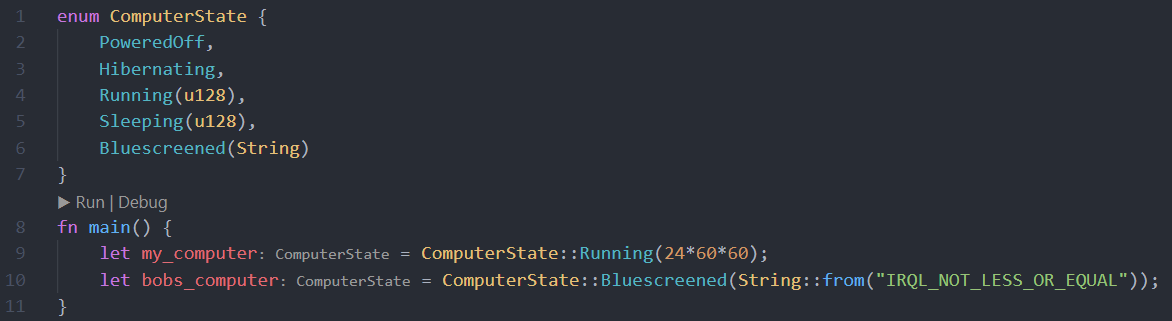 1 enum ComputerState {
2     PoweredOff,
3     Hibernating,
4     Running(u128),
5     Sleeping(u128),
6     Bluescreened(String)
7 }
▶ Run | Debug
8 fn main() {
9     let my_computer: ComputerState = ComputerState::Running(24*60*60);
10     let bobs_computer: ComputerState = ComputerState::Bluescreened(String::from("IRQL_NOT_LESS_OR_EQUAL"));
11 }